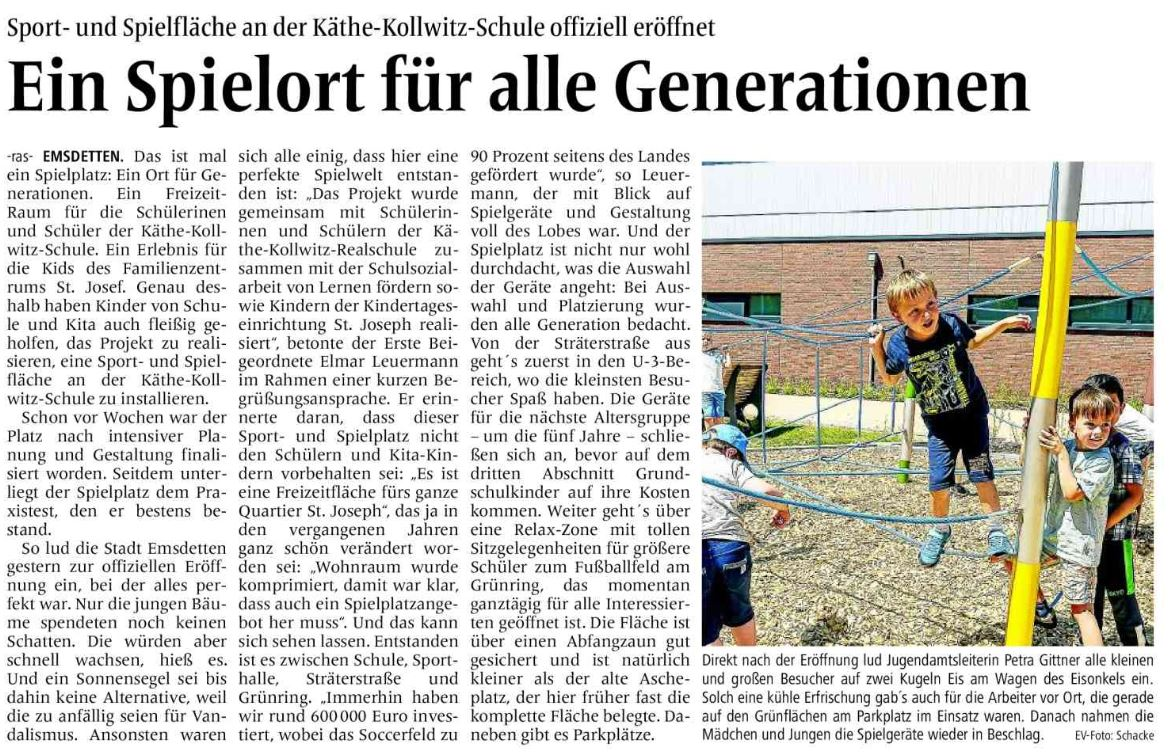 Sport- und Spielfläche an der Käthe-Kollwitz-Schule offiziell eröffnet
Ein Spielort für alle Generationen
-ras- EMSDETTEN. Das ist mal
ein Spielplatz: Ein Ort für Ge-
nerationen. Ein Freizeit-
Raum für die Schülerinen
und Schüler der Käthe-Koll-
witz-Schule. Ein Erlebnis für
die Kids des Familienzent-
rums St. Josef. Genau des-
halb haben Kinder von Schu-
le und Kita auch fleißig ge-
holfen, das Projekt zu reali-
sieren, eine Sport- und Spiel-
fläche an der Käthe-Koll-
witz-Schule zu installieren.
Schon vor Wochen war der
Platz nach intensiver Pla-
nung und Gestaltung finali-
siert worden. Seitdem unter-
liegt der Spielplatz dem Pra-
xistest, den er bestens be-
stand.
So lud die Stadt Emsdetten
gestern zur offiziellen Eröff-
nung ein, bei der alles per-
fekt war. Nur die jungen Bäu-
me spendeten noch keinen
Schatten. Die würden aber
schnell wachsen, hieß es.
Und ein Sonnensegel sei bis
dahin keine Alternative, weil
die zu anfällig seien für Van-
dalismus. Ansonsten waren
sich alle einig, dass hier eine
perfekte Spielwelt entstan-
den ist: „Das Projekt wurde
gemeinsam mit Schülerin-
nen und Schülern der Kä-
the-Kollwitz-Realschule zu-
sammen mit der Schulsozial-
arbeit von Lernen fördern so-
wie Kindern der Kindertages-
einrichtung St. Joseph reali-
siert“, betonte der Erste Bei-
geordnete Elmar Leuermann
im Rahmen einer kurzen Be-
grüßungsansprache. Er erin-
nerte daran, dass dieser
Sport- und Spielplatz nicht
den Schülern und Kita-Kin-
dern vorbehalten sei: „Es ist
eine Freizeitfläche fürs ganze
Quartier St. Joseph“, das ja in
den vergangenen Jahren
ganz schön verändert wor-
den sei: „Wohnraum wurde
komprimiert, damit war klar,
dass auch ein Spielplatzange-
bot her muss“. Und das kann
sich sehen lassen. Entstanden
ist es zwischen Schule, Sport-
halle, Sträterstraße und
Grünring. „Immerhin haben
wir rund 600 000 Euro inves-
tiert, wobei das Soccerfeld zu
90 Prozent seitens des Landes
gefördert wurde“, so Leuer-
mann, der mit Blick auf
Spielgeräte und Gestaltung
voll des Lobes war. Und der
Spielplatz ist nicht nur wohl
durchdacht, was die Auswahl
der Geräte angeht: Bei Aus-
wahl und Platzierung wur-
den alle Generation bedacht.
Von der Sträterstraße aus
geht´s zuerst in den U-3-Be-
reich, wo die kleinsten Besu-
cher Spaß haben. Die Geräte
für die nächste Altersgruppe
– um die fünf Jahre – schlie-
ßen sich an, bevor auf dem
dritten Abschnitt Grund-
schulkinder auf ihre Kosten
kommen. Weiter geht´s über
eine Relax-Zone mit tollen
Sitzgelegenheiten für größere
Schüler zum Fußballfeld am
Grünring, das momentan
ganztägig für alle Interessier-
ten geöffnet ist. Die Fläche ist
über einen Abfangzaun gut
gesichert und ist natürlich
kleiner als der alte Asche-
platz, der hier früher fast die
komplette Fläche belegte. Da-
neben gibt es Parkplätze.
Direkt nach der Eröffnung lud Jugendamtsleiterin Petra Gittner alle kleinen
und großen Besucher auf zwei Kugeln Eis am Wagen des Eisonkels ein.
Solch eine kühle Erfrischung gab´s auch für die Arbeiter vor Ort, die gerade
auf den Grünflächen am Parkplatz im Einsatz waren. Danach nahmen die
Mädchen und Jungen die Spielgeräte wieder in Beschlag. EV-Foto: Schacke